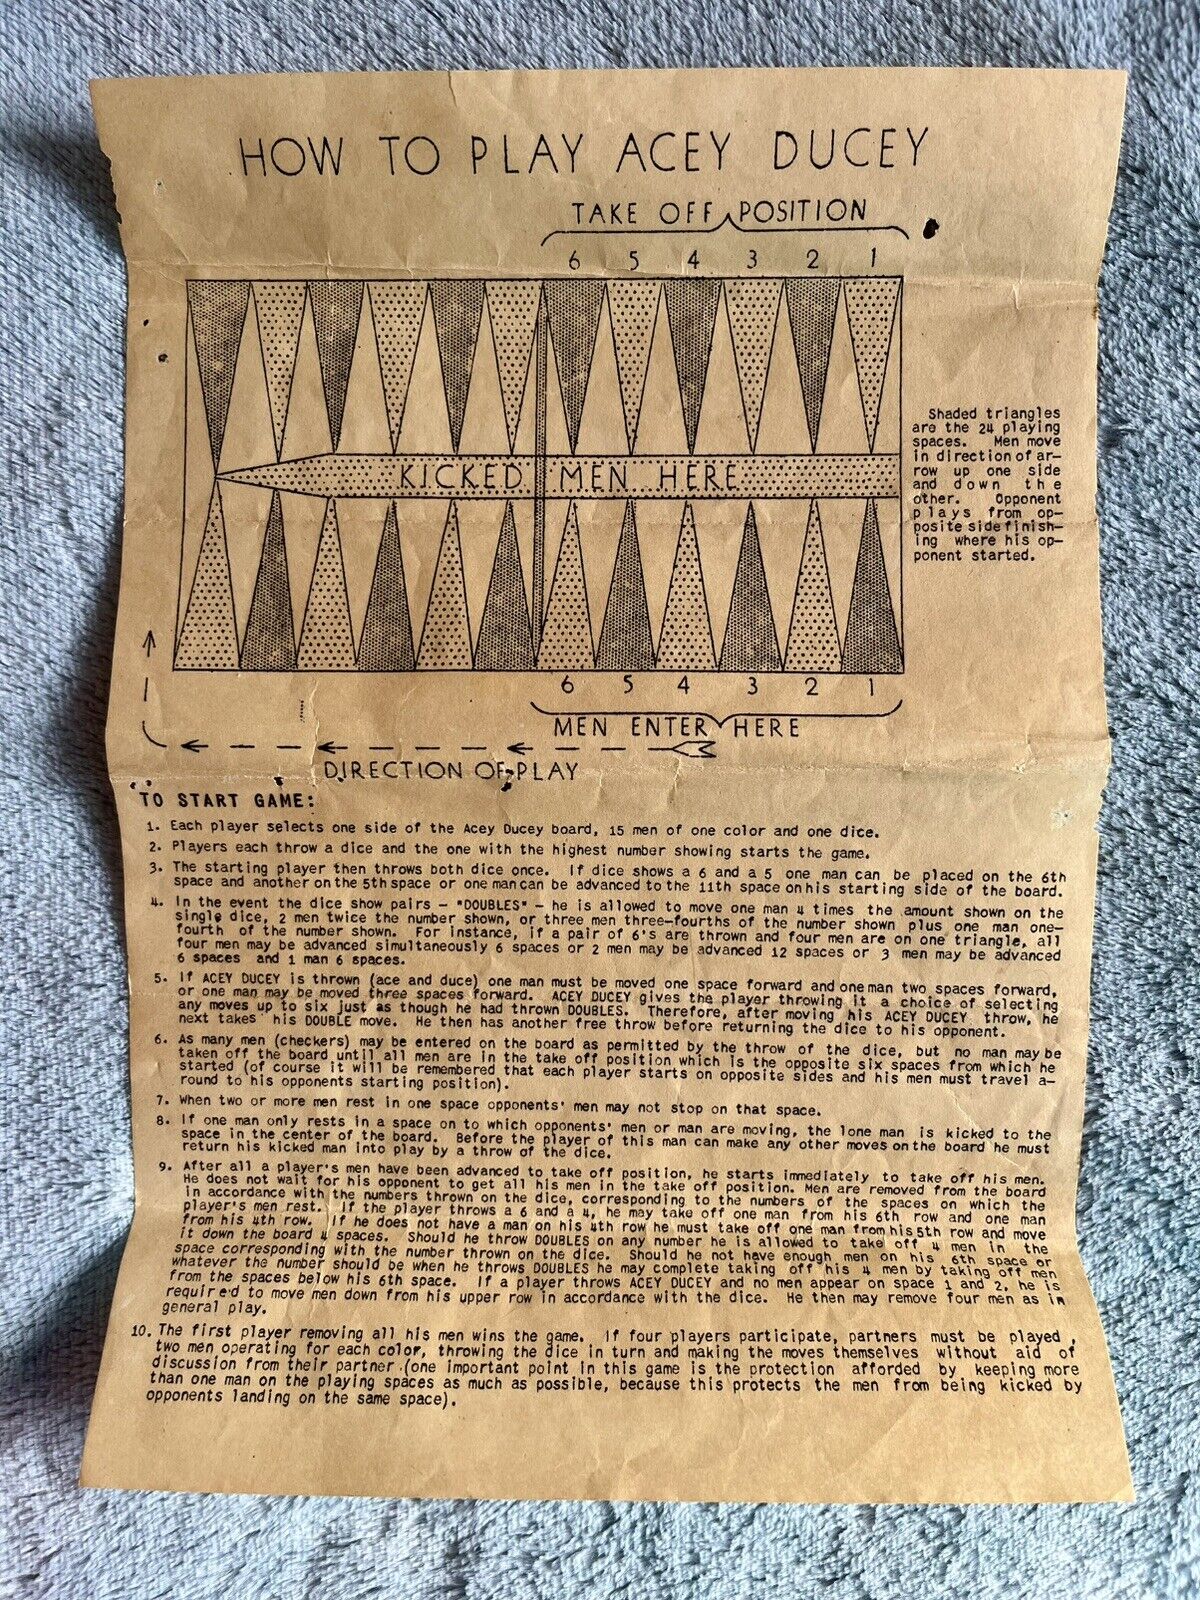 HOW TO PLAY ACEY DUCEY
TAKE OFF POSITION
6 5 4 3 2 1
KICKED MEN HERE
Shaded triangles
are the 24 playing
spaces. Men move
in direction of ar-
row up one side
and down the
other. Opponent
plays from op-
posite side finish-
ing where his op-
ponent started.
6 5 4 3 2 1
MEN ENTER HERE
DIRECTION OF PLAY
TO START GAME:
1. Each player selects one side of the Acey Ducey board, 15 men of one color and one dice.
2. Players each throw a dice and the one with the highest number showing starts the game.
3. The starting player then throws both dice once. If dice shows a 6 and a 5 one man can be placed on the 6th
space and another on the 5th space or one man can be advanced to the 11th space on his starting side of the board.
4. In the event the dice show pairs - "DOUBLES" - he is allowed to move one man 4 times the amount shown on the
single dice, 2 men twice the number shown, or three men three-fourths of the number shown plus one man one-
fourth of the number shown. For instance, if a pair of 6's are thrown and four men are on one triangle, all
four men may be advanced simultaneously 6 spaces or 2 men may be advanced 12 spaces or 3 men may be advanced
6 spaces and 1 man 6 spaces.
5. If ACEY DUCEY is thrown (ace and duce) one man must be moved one space forward and one man two spaces forward,
or one man may be moved three spaces forward. ACEY DUCEY gives the player throwing it a choice of selecting
any moves up to six just as though he had thrown DOUBLES. Therefore, after moving his ACEY DUCEY throw, he
next takes his DOUBLE move. He then has another free throw before returning the dice to his opponent.
6. As many men (checkers) may be entered on the board as permitted by the throw of the dice, but no man may be
taken off the board until all men are in the take off position which is the opposite six spaces from which he
started (of course it will be remembered that each player starts on opposite sides and his men must travel a-
round to his opponents starting position).
7. When two or more men rest in one space opponents' men may not stop on that space.
8. If one man only rests in a space on to which opponents' men or man are moving, the lone man is kicked to the
space in the center of the board. Before the player of this man can make any other moves on the board he must
return his kicked man into play by a throw of the dice.
9. After all a player's men have been advanced to take off position, he starts immediately to take off his men.
He does not wait for his opponent to get all his men in the take off position. Men are removed from the board
in accordance with the numbers thrown on the dice, corresponding to the numbers of the spaces on which the
player's men rest. If the player throws a 6 and a 4, he may take off one man from his 6th row and one man
from his 4th row. If he does not have a man on his 4th row he must take off one man from his 5th row and move
it down the board 4 spaces. Should he throw DOUBLES on any number he is allowed to take off 4 men in the
space corresponding with the number thrown on the dice. Should he not have enough men on his 6th space or
whatever the number should be when he throws DOUBLES he may complete taking off his 4 men by taking off men
from the spaces below his 6th space. If a player throws ACEY DUCEY and no men appear on space 1 and 2, he is
required to move men down from his upper row in accordance with the dice. He then may remove four men as in
general play.
10. The first player removing all his men wins the game. If four players participate, partners must be played,
two men operating for each color, throwing the dice in turn and making the moves themselves without aid of
discussion from their partner.(one important point in this game is the protection afforded by keeping more
than one man on the playing spaces as much as possible, because this protects the men from being kicked by
opponents landing on the same space).